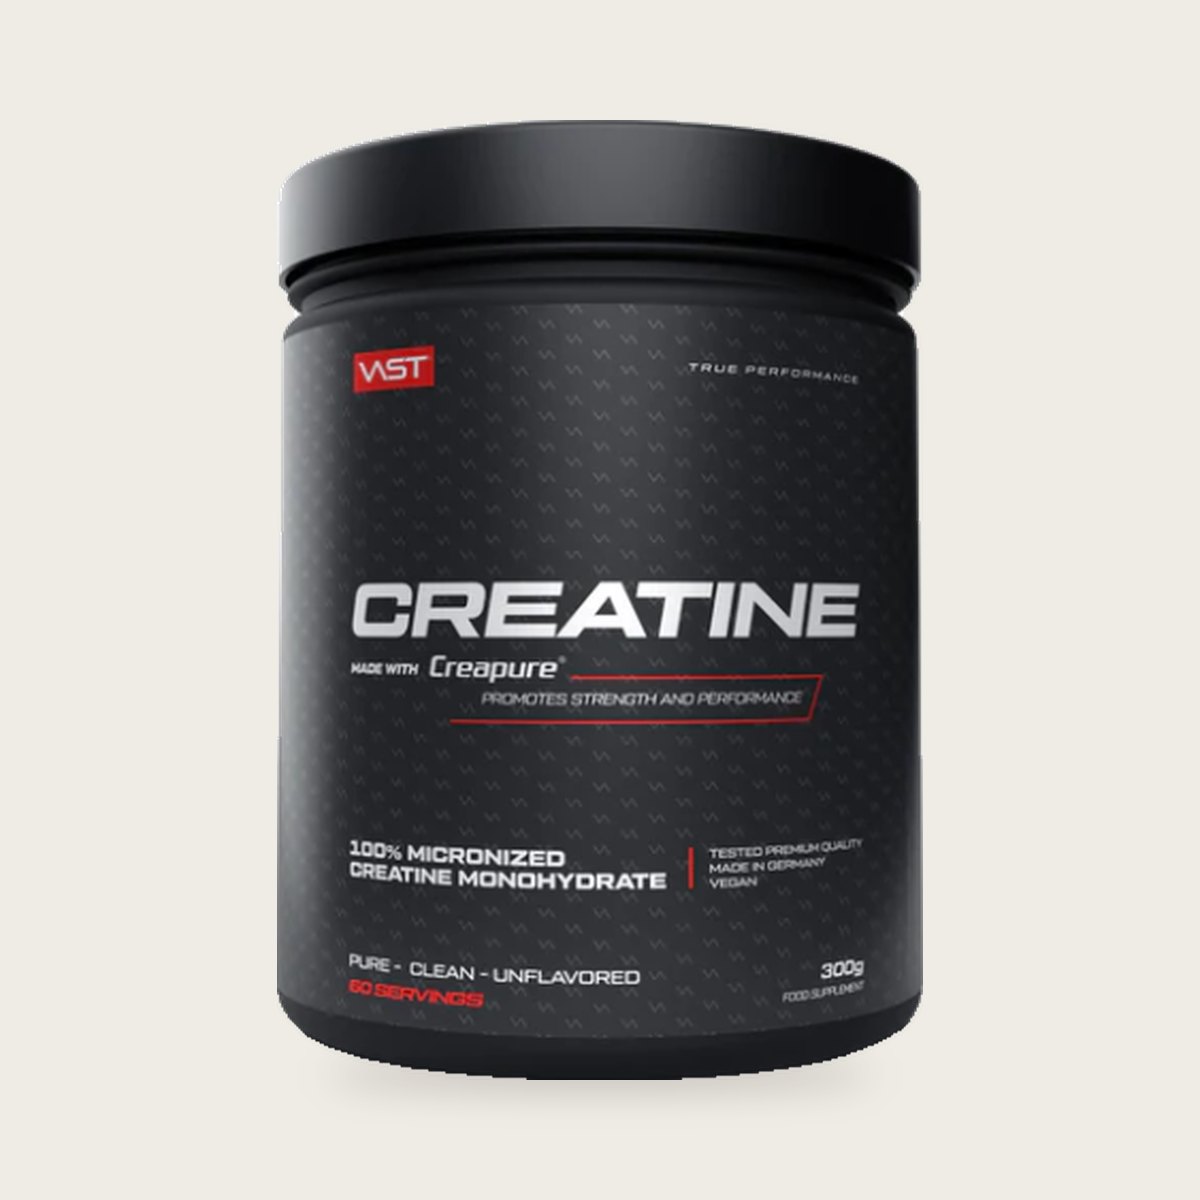 VAST
TRUE PERFORMANCE
CREATINE
MADE WITH Creapure®
PROMOTES STRENGTH AND PERFORMANCE
100% MICRONIZED
CREATINE MONOHYDRATE
TESTED PREMIUM QUALITY
MADE IN GERMANY
VEGAN
PURE - CLEAN - UNFLAVORED
60 SERVINGS
300g
FOOD SUPPLEMENT